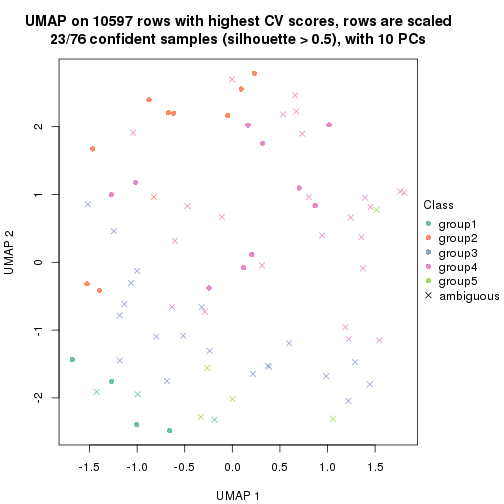 UMAP on 10597 rows with highest CV scores, rows are scaled
23/76 confident samples (silhouette > 0.5), with 10 PCs
UMAP 2
2
1
0
-1
-2
-1.5
-1.0
-0.5
0.0
0.5
1.0
1.5
UMAP 1
Class
group1
group2
group3
group4
group5
ambiguous